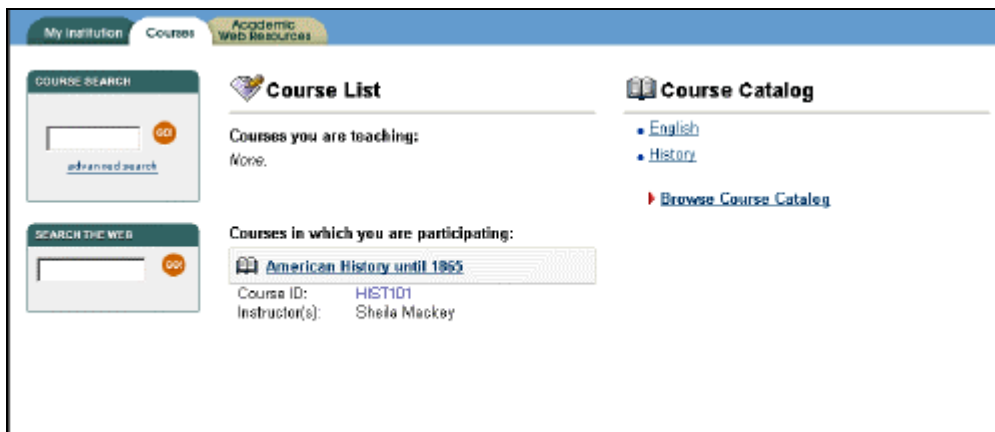 My Institution
Courses
Academic
Web Resources
COURSE SEARCH
GO!
advanced search
SEARCH THE WEB
GO!
Course List
Courses you are teaching:
None.
Courses in which you are participating:
American History until 1865
Course ID: HIST101
Instructor(s): Sheila Mackey
Course Catalog
English
History
Browse Course Catalog